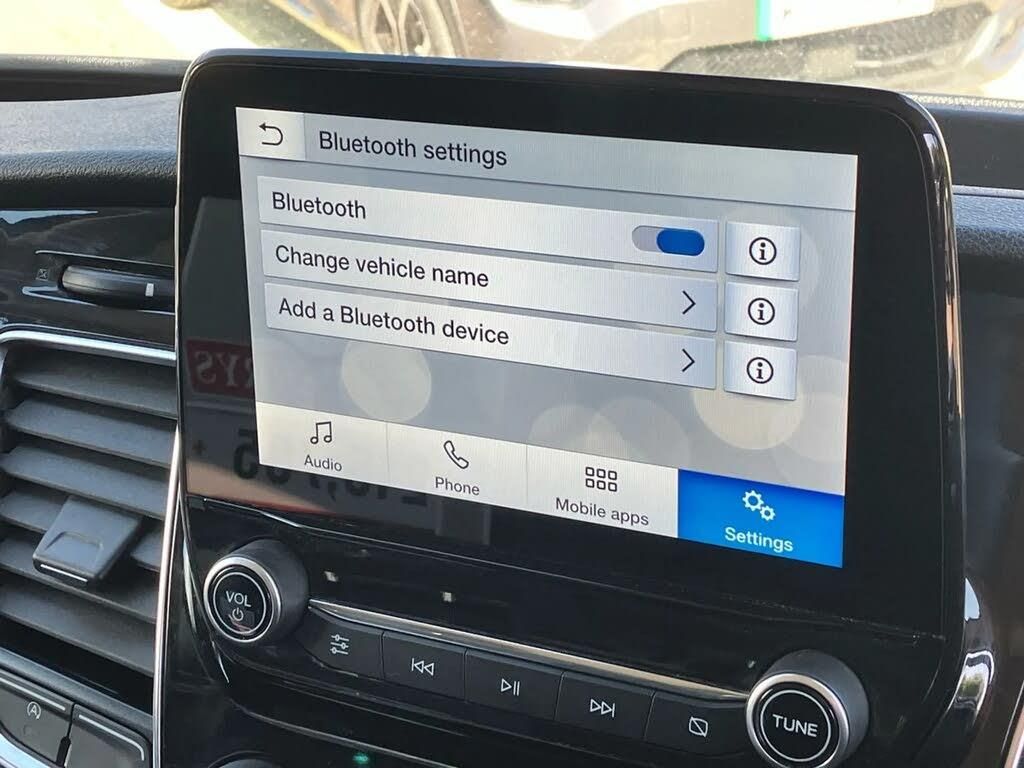 Bluetooth settings
Bluetooth
Change vehicle name
Add a Bluetooth device
Audio
Phone
Mobile apps
Settings
VOL
TUNE
(A)